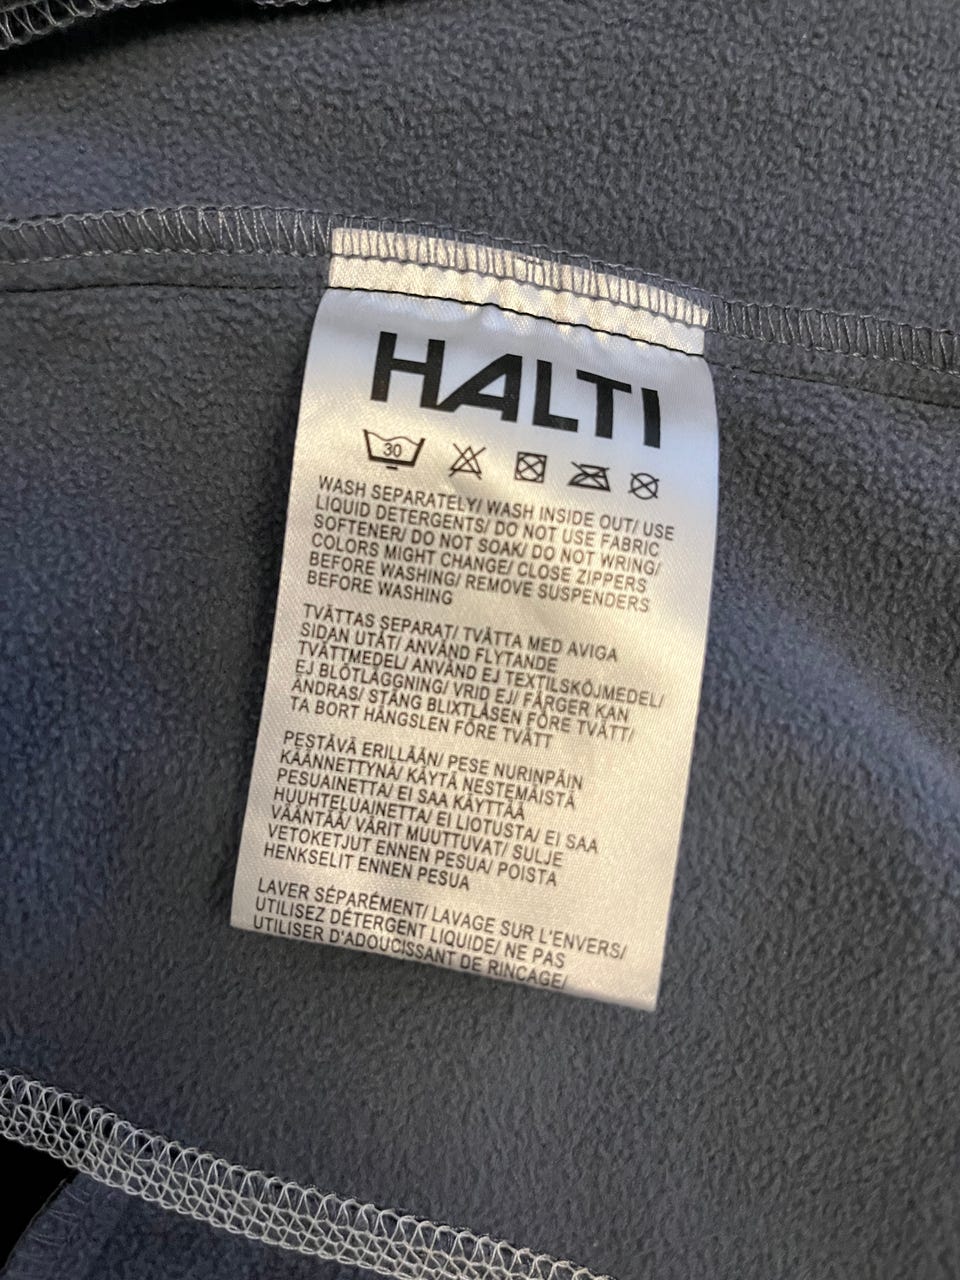 HALTI
30
WASH SEPARATELY/ WASH INSIDE OUT/ USE
LIQUID DETERGENTS/ DO NOT USE FABRIC
SOFTENER/ DO NOT SOAK/ DO NOT WRING/
COLORS MIGHT CHANGE/ CLOSE ZIPPERS
BEFORE WASHING/ REMOVE SUSPENDERS
BEFORE WASHING
TVÄTTAS SEPARAT/ TVÄTTA MED AVIGA
SIDAN UTÅT/ ANVÄND FLYTANDE
TVÄTTMEDEL/ ANVÄND EJ TEXTILSKÖJMEDEL/
EJ BLÖTLÄGGNING/ VRID EJ/ FÄRGER KAN
ÄNDRAS/ STÄNG BLIXTLÅSEN FÖRE TVÄTT/
TA BORT HÄNGSLEN FÖRE TVÄTT
PESTÄVÄ ERILLÄÄN/ PESE NURINPÄIN
KÄÄNNETTYNÄ/ KÄYTÄ NESTEMÄISTÄ
PESUAINETTA/ EI SAA KÄYTTÄÄ
HUUHTELUAINETTA/ EI LIOTUSTA/ EI SAA
VÄÄNTÄÄ/ VÄRIT MUUTTUVAT/ SULJE
VETOKETJUT ENNEN PESUA/ POISTA
HENKSELIT ENNEN PESUA
LAVER SÉPARÉMENT/ LAVAGE SUR L'ENVERS/
UTILISEZ DÉTERGENT LIQUIDE/ NE PAS
UTILISER D'ADOUCISSANT DE RINCAGE/